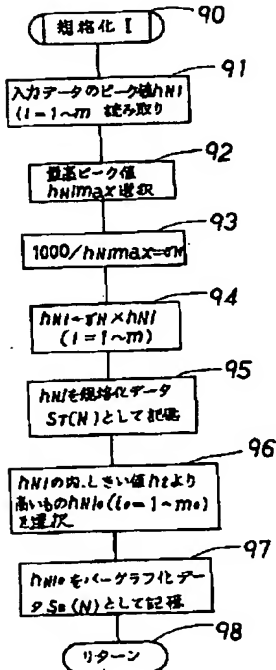 90
規格化 I
91
入力データのピーク値hNi
(i=1~m 読み取り
92
最高ピーク値
hNimax選択
93
1000/hNimax=γN
94
hNi←γN×hNi
(i=1~m)
95
hNiを規格化データ
ST(N)として記憶
96
hNiの内、しきい値htより
高いものhNio(io=1~mo)
を選択
97
hNioをバーグラフ化デー
タSB(N)として記憶
98
リターン